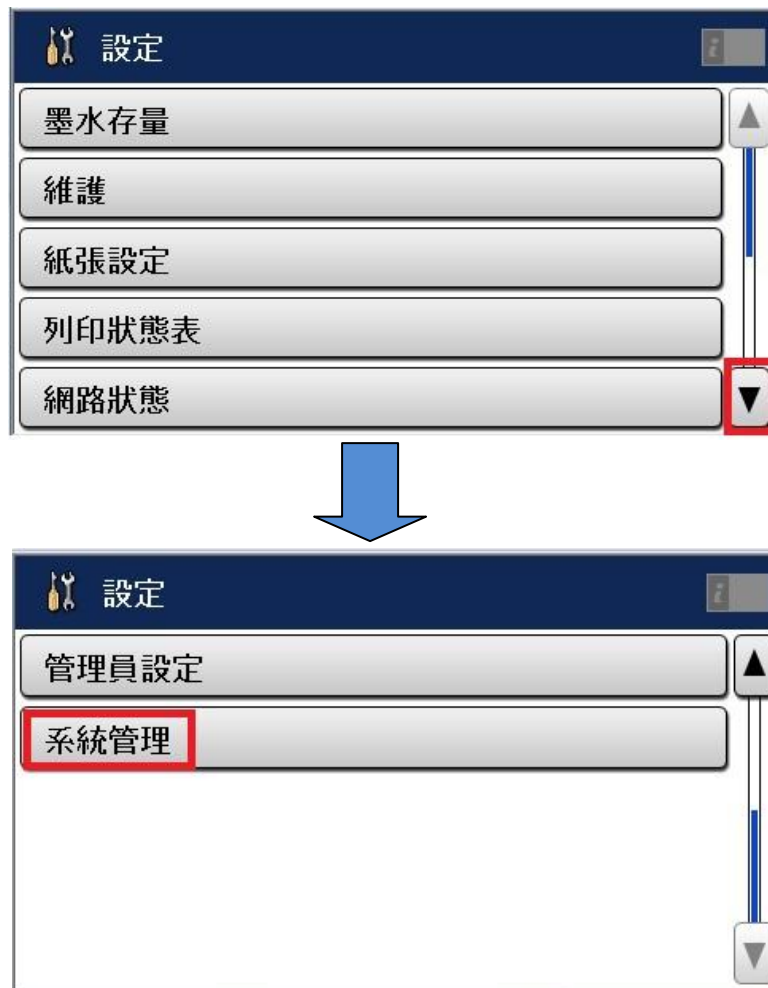 設定
墨水存量
維護
紙張設定
列印狀態表
網路狀態
設定
管理員設定
系統管理